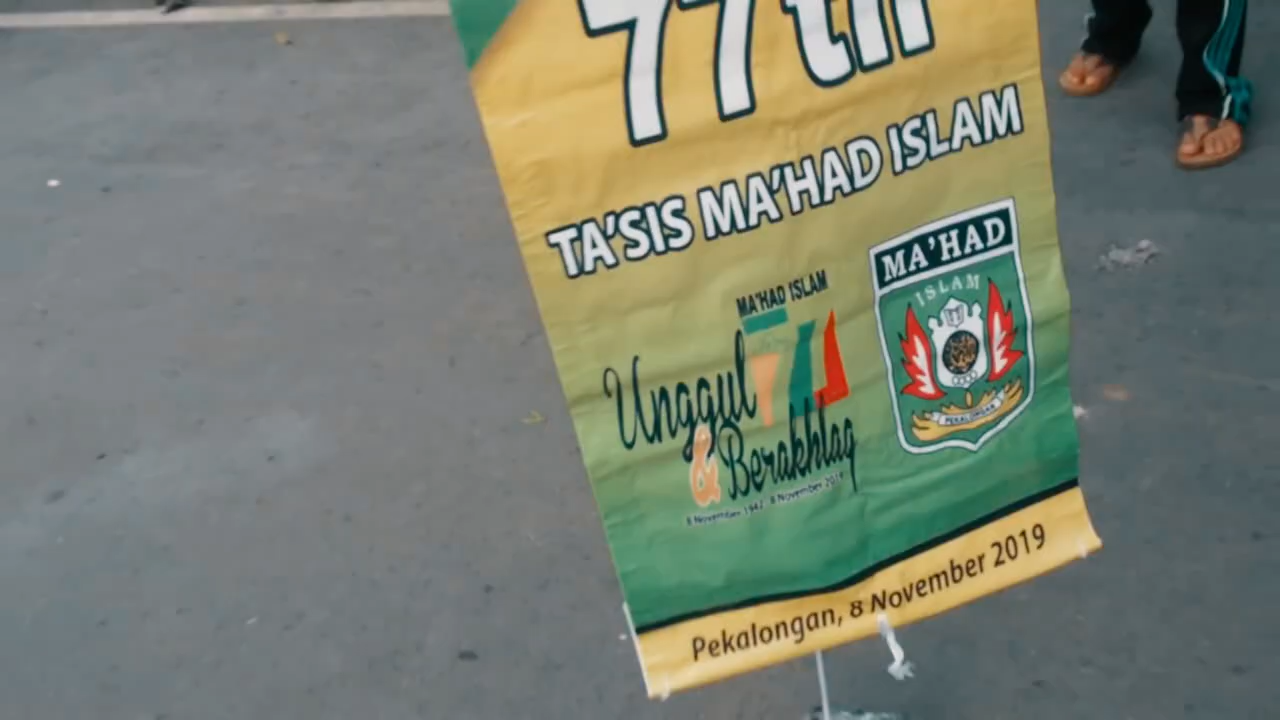 77th
TA'SIS MA'HAD ISLAM
MA'HAD ISLAM
77
Unggul
& Berakhlaq
8 November 1942 - 8 November 2019
MA'HAD
ISLAM
PEKALONGAN
Pekalongan, 8 November 2019